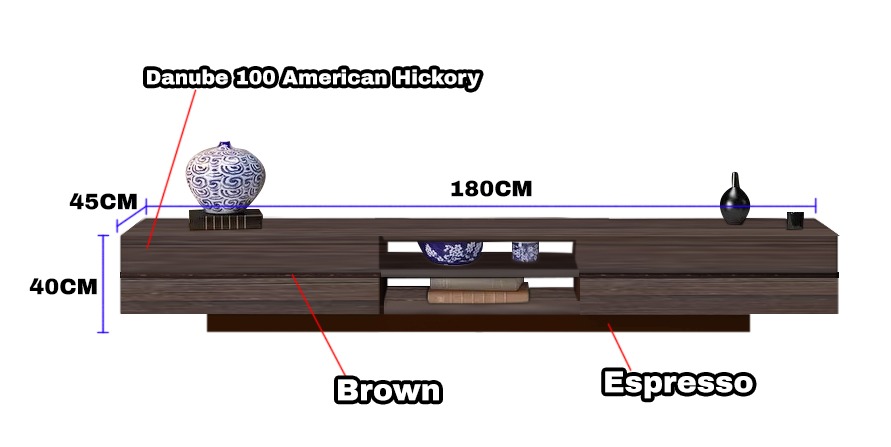 Danube 100 American Hickory
180CM
45CM
40CM
Brown
Espresso